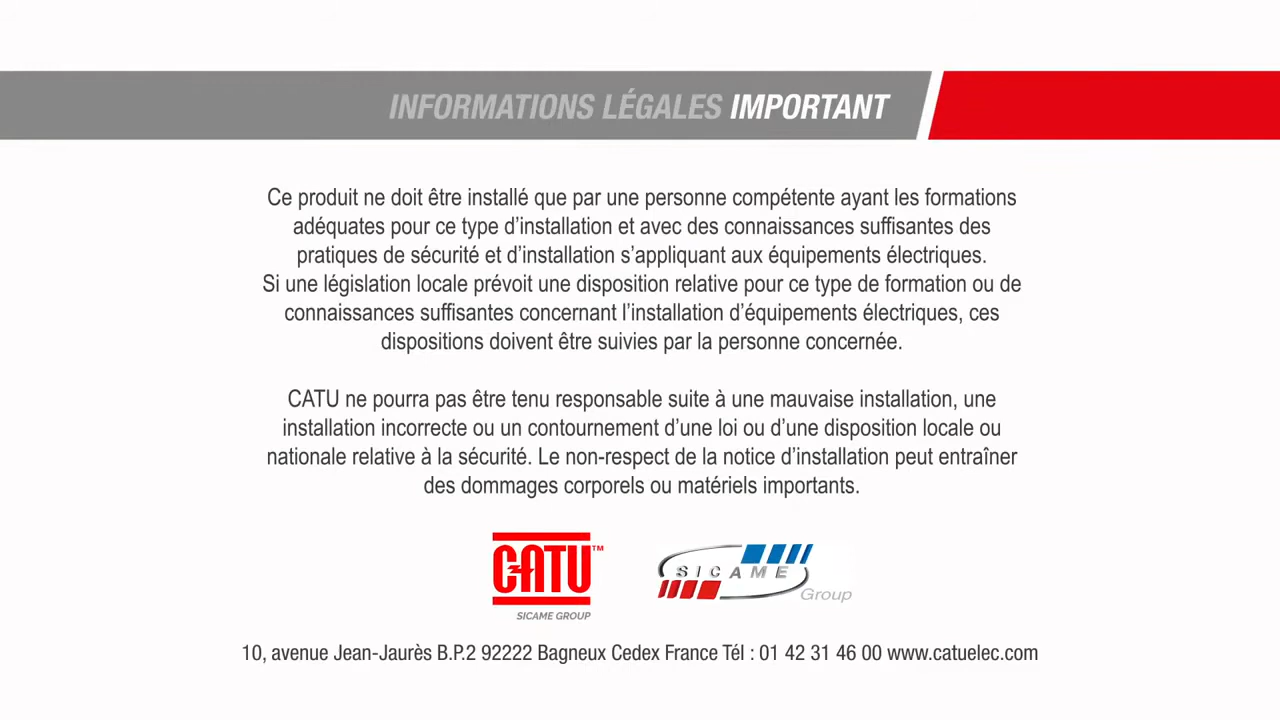 INFORMATIONS LÉGALES IMPORTANT
Ce produit ne doit être installé que par une personne compétente ayant les formations
adéquates pour ce type d’installation et avec des connaissances suffisantes des
pratiques de sécurité et d’installation s’appliquant aux équipements électriques.
Si une législation locale prévoit une disposition relative pour ce type de formation ou de
connaissances suffisantes concernant l’installation d’équipements électriques, ces
dispositions doivent être suivies par la personne concernée.
CATU ne pourra pas être tenu responsable suite à une mauvaise installation, une
installation incorrecte ou un contournement d’une loi ou d’une disposition locale ou
nationale relative à la sécurité. Le non-respect de la notice d’installation peut entraîner
des dommages corporels ou matériels importants.
CATU™
SICAME GROUP
SICAME
Group
10, avenue Jean-Jaurès B.P.2 92222 Bagneux Cedex France Tél : 01 42 31 46 00 www.catuelec.com